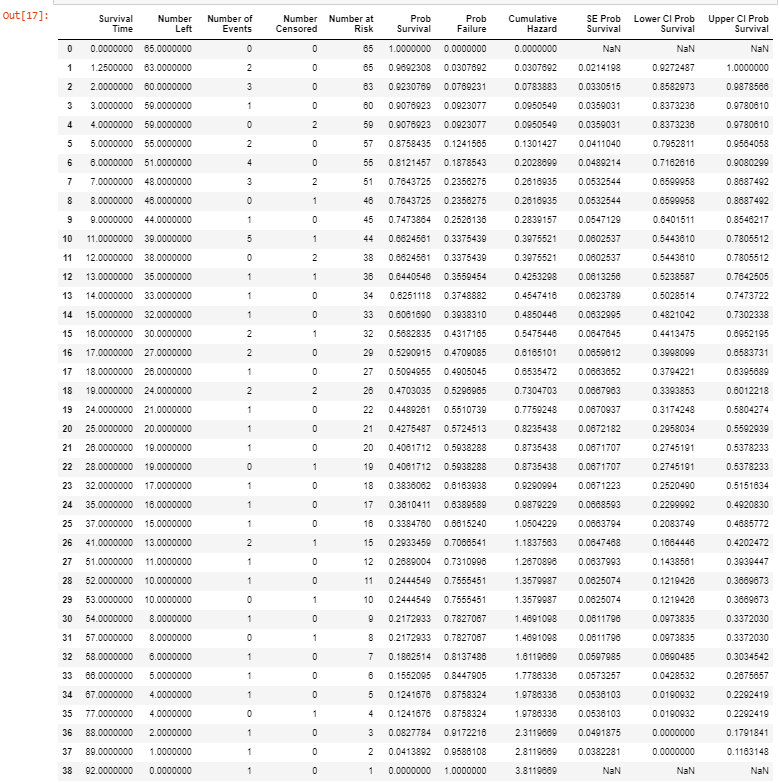 Out[17]:
Survival Number Number of Number Number at Prob Prob Cumulative SE Prob Lower CI Prob Upper CI Prob
Time Left Events Censored Risk Survival Failure Hazard Survival Survival Survival
0 0.0000000 65.0000000 0 0 65 1.0000000 0.0000000 0.0000000 NaN NaN NaN
1 1.2500000 63.0000000 2 0 65 0.9692308 0.0307692 0.0307692 0.0214198 0.9272487 1.0000000
2 2.0000000 60.0000000 3 0 63 0.9230769 0.0769231 0.0783883 0.0330515 0.8582973 0.9878566
3 3.0000000 59.0000000 1 0 60 0.9076923 0.0923077 0.0950549 0.0359031 0.8373236 0.9780610
4 4.0000000 59.0000000 0 2 59 0.9076923 0.0923077 0.0950549 0.0359031 0.8373236 0.9780610
5 5.0000000 55.0000000 2 0 57 0.8758435 0.1241565 0.1301427 0.0411040 0.7952811 0.9564058
6 6.0000000 51.0000000 4 0 55 0.8121457 0.1878543 0.2028699 0.0489214 0.7162616 0.9080299
7 7.0000000 48.0000000 3 2 51 0.7643725 0.2356275 0.2616935 0.0532544 0.6599958 0.8687492
8 8.0000000 46.0000000 0 1 46 0.7643725 0.2356275 0.2616935 0.0532544 0.6599958 0.8687492
9 9.0000000 44.0000000 1 0 45 0.7473864 0.2526136 0.2839157 0.0547129 0.6401511 0.8546217
10 11.0000000 39.0000000 5 1 44 0.6624561 0.3375439 0.3975521 0.0602537 0.5443610 0.7805512
11 12.0000000 38.0000000 0 2 38 0.6624561 0.3375439 0.3975521 0.0602537 0.5443610 0.7805512
12 13.0000000 35.0000000 1 1 36 0.6440546 0.3559454 0.4253298 0.0613256 0.5238587 0.7642505
13 14.0000000 33.0000000 1 0 34 0.6251118 0.3748882 0.4547416 0.0623789 0.5028514 0.7473722
14 15.0000000 32.0000000 1 0 33 0.6061690 0.3938310 0.4850446 0.0632995 0.4821042 0.7302338
15 16.0000000 30.0000000 2 1 32 0.5682835 0.4317165 0.5475446 0.0647645 0.4413475 0.6952195
16 17.0000000 27.0000000 2 0 29 0.5290915 0.4709085 0.6165101 0.0659612 0.3998099 0.6583731
17 18.0000000 26.0000000 1 0 27 0.5094955 0.4905045 0.6535472 0.0663652 0.3794221 0.6395689
18 19.0000000 24.0000000 2 2 26 0.4703035 0.5296965 0.7304703 0.0667963 0.3393853 0.6012218
19 24.0000000 21.0000000 1 0 22 0.4489261 0.5510739 0.7759248 0.0670937 0.3174248 0.5804274
20 25.0000000 20.0000000 1 0 21 0.4275487 0.5724513 0.8235438 0.0672182 0.2958034 0.5592939
21 26.0000000 19.0000000 1 0 20 0.4061712 0.5938288 0.8735438 0.0671707 0.2745191 0.5378233
22 28.0000000 19.0000000 0 1 19 0.4061712 0.5938288 0.8735438 0.0671707 0.2745191 0.5378233
23 32.0000000 17.0000000 1 0 18 0.3836062 0.6163938 0.9290994 0.0671223 0.2520490 0.5151634
24 35.0000000 16.0000000 1 0 17 0.3610411 0.6389589 0.9879229 0.0668593 0.2299992 0.4920830
25 37.0000000 15.0000000 1 0 16 0.3384760 0.6615240 1.0504229 0.0663794 0.2083749 0.4685772
26 41.0000000 13.0000000 2 1 15 0.2933459 0.7066541 1.1837563 0.0647468 0.1664446 0.4202472
27 51.0000000 11.0000000 1 0 12 0.2689004 0.7310996 1.2670896 0.0637993 0.1438561 0.3939447
28 52.0000000 10.0000000 1 0 11 0.2444549 0.7555451 1.3579987 0.0625074 0.1219426 0.3669673
29 53.0000000 10.0000000 0 1 10 0.2444549 0.7555451 1.3579987 0.0625074 0.1219426 0.3669673
30 54.0000000 8.0000000 1 0 9 0.2172933 0.7827067 1.4691098 0.0611796 0.0973835 0.3372030
31 57.0000000 8.0000000 0 1 8 0.2172933 0.7827067 1.4691098 0.0611796 0.0973835 0.3372030
32 58.0000000 6.0000000 1 0 7 0.1862514 0.8137486 1.6119669 0.0597985 0.0690485 0.3034542
33 66.0000000 5.0000000 1 0 6 0.1552095 0.8447905 1.7786336 0.0573257 0.0428532 0.2675657
34 67.0000000 4.0000000 1 0 5 0.1241676 0.8758324 1.9786336 0.0536103 0.0190932 0.2292419
35 77.0000000 4.0000000 0 1 4 0.1241676 0.8758324 1.9786336 0.0536103 0.0190932 0.2292419
36 88.0000000 2.0000000 1 0 3 0.0827784 0.9172216 2.3119669 0.0491875 0.0000000 0.1791841
37 89.0000000 1.0000000 1 0 2 0.0413892 0.9586108 2.8119669 0.0382281 0.0000000 0.1163148
38 92.0000000 0.0000000 1 0 1 0.0000000 1.0000000 3.8119669 NaN NaN NaN